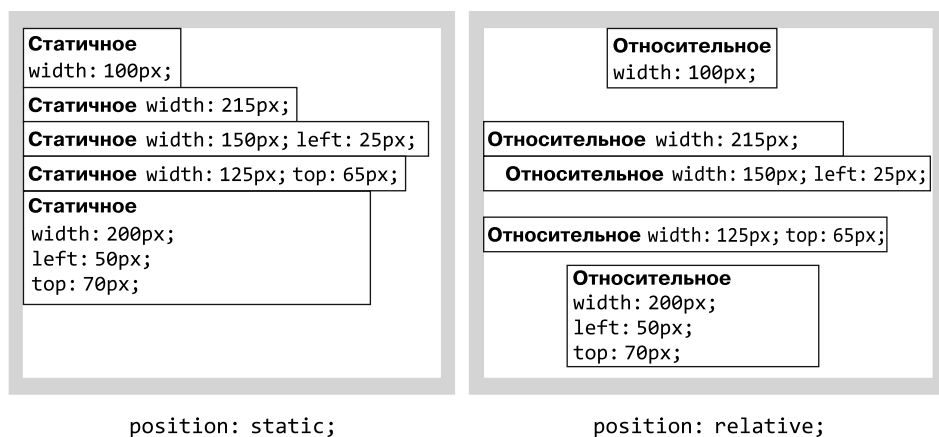 Статичное
width: 100px;
Статичное width: 215px;
Статичное width: 150px; left: 25px;
Статичное width: 125px; top: 65px;
Статичное
width: 200px;
left: 50px;
top: 70px;
position: static;
Относительное
width: 100px;
Относительное width: 215px;
Относительное width: 150px; left: 25px;
Относительное width: 125px; top: 65px;
Относительное
width: 200px;
left: 50px;
top: 70px;
position: relative;